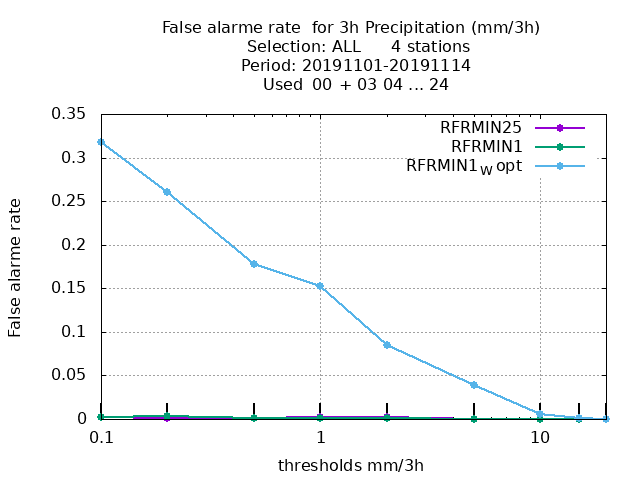 False alarme rate  for 3h Precipitation (mm/3h)
Selection: ALL      4 stations
Period: 20191101-20191114
Used  00  + 03 04 ... 24
RFRMIN25
RFRMIN1
RFRMIN1W opt
0.35
0.3
0.25
0.2
0.15
0.1
0.05
0
False alarme rate
0.1
1
10
thresholds mm/3h